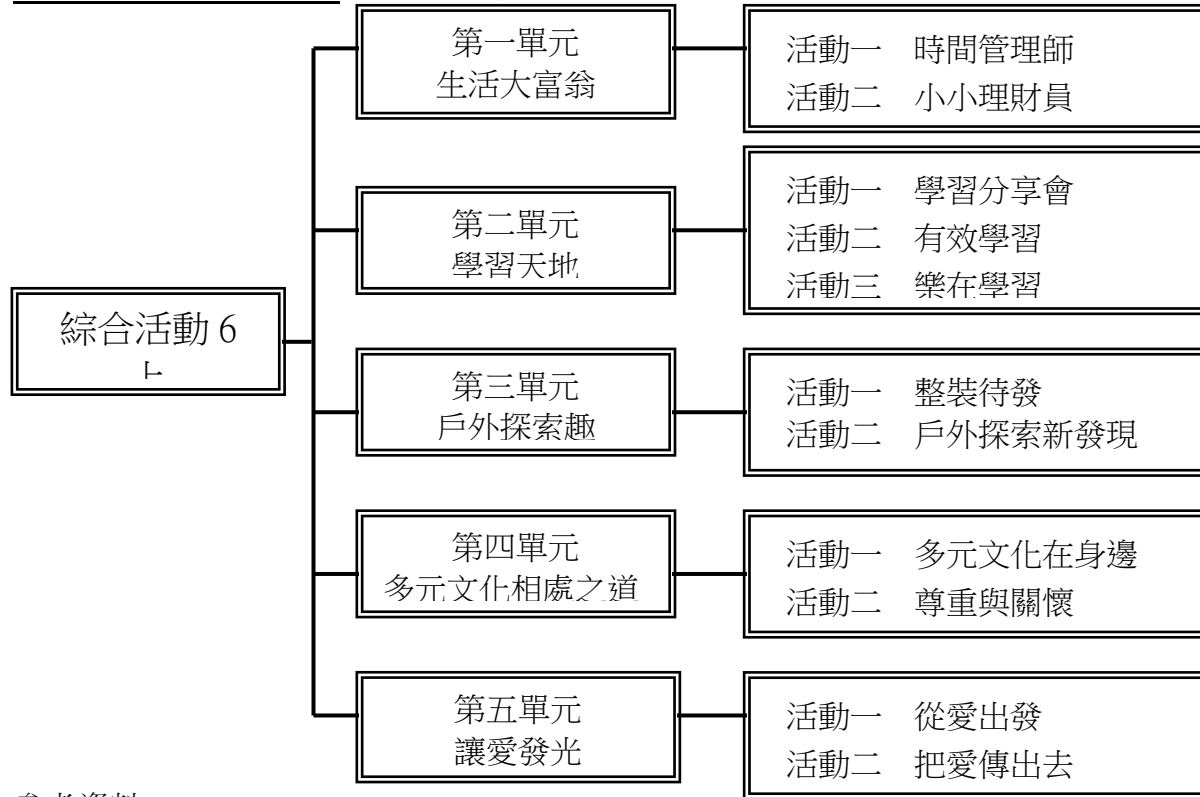 綜合活動 6
上
第一單元
生活大富翁
活動一 時間管理師
活動二 小小理財員
第二單元
學習天地
活動一 學習分享會
活動二 有效學習
活動三 樂在學習
第三單元
戶外探索趣
活動一 整裝待發
活動二 戶外探索新發現
第四單元
多元文化相處之道
活動一 多元文化在身邊
活動二 尊重與關懷
第五單元
讓愛發光
活動一 從愛出發
活動二 把愛傳出去